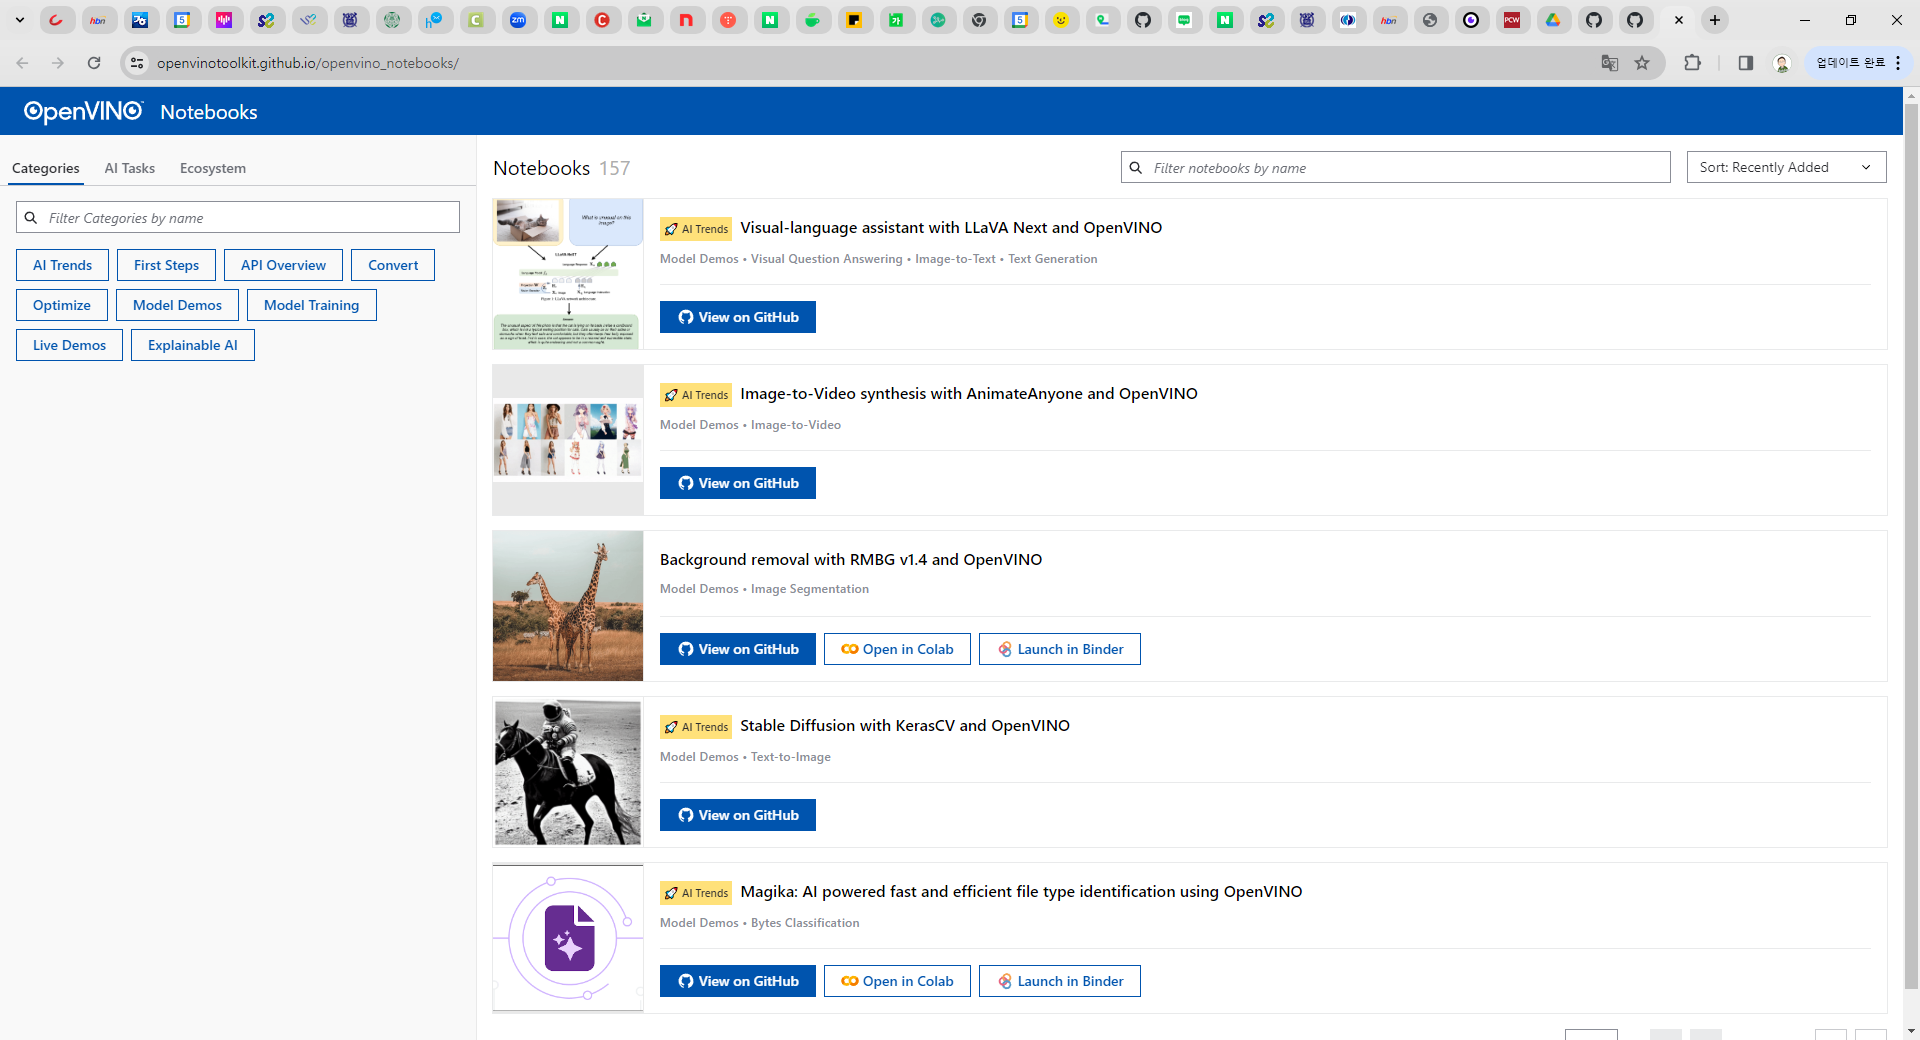 openvinotoolkit.github.io/openvino_notebooks/
업데이트 완료
OpenVINO Notebooks
Categories AI Tasks Ecosystem
Filter Categories by name
AI Trends First Steps API Overview Convert
Optimize Model Demos Model Training
Live Demos Explainable AI
Notebooks 157
Filter notebooks by name
Sort: Recently Added
What is unusual on this image?
AI Trends Visual-language assistant with LLaVA Next and OpenVINO
Model Demos • Visual Question Answering • Image-to-Text • Text Generation
View on GitHub
AI Trends Image-to-Video synthesis with AnimateAnyone and OpenVINO
Model Demos • Image-to-Video
View on GitHub
Background removal with RMBG v1.4 and OpenVINO
Model Demos • Image Segmentation
View on GitHub Open in Colab Launch in Binder
AI Trends Stable Diffusion with KerasCV and OpenVINO
Model Demos • Text-to-Image
View on GitHub
AI Trends Magika: AI powered fast and efficient file type identification using OpenVINO
Model Demos • Bytes Classification
View on GitHub Open in Colab Launch in Binder